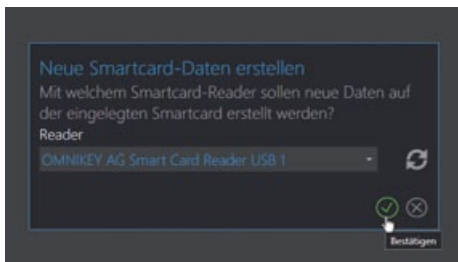 Neue Smartcard-Daten erstellen
Mit welchem Smartcard-Reader sollen neue Daten auf
der eingelegten Smartcard erstellt werden?
Reader
OMNIKEY AG Smart Card Reader USB 1
Bestätigen